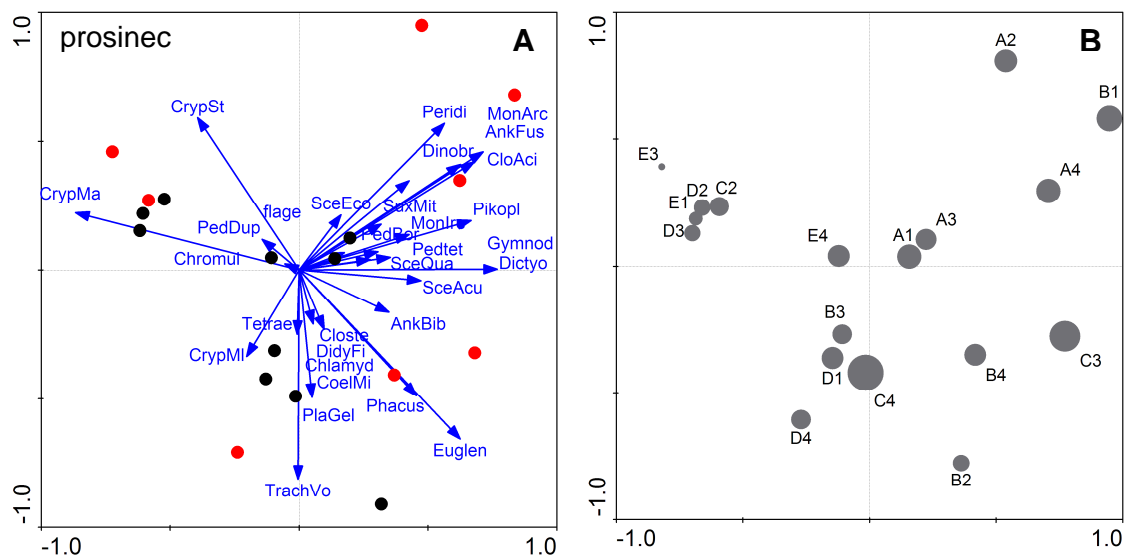 1.0
prosinec
A
CrypSt
Peridi
MonArc
AnkFus
Dinobr
CloAci
CrypMa
SceEco
SuxMit
flage
Pikopl
PedDup
MonIr
PedBor
Gymnod
Pedtet
Chromul
SceQua
Dictyo
SceAcu
Tetrae
AnkBib
Closte
CrypMl
DidyFi
Chlamyd
CoelMi
PlaGel
Phacus
Euglen
TrachVo
-1.0
-1.0
1.0
1.0
B
A2
B1
E3
A4
D2
C2
E1
D3
E4
A1
A3
B3
D1
C4
B4
C3
D4
B2
-1.0
-1.0
1.0